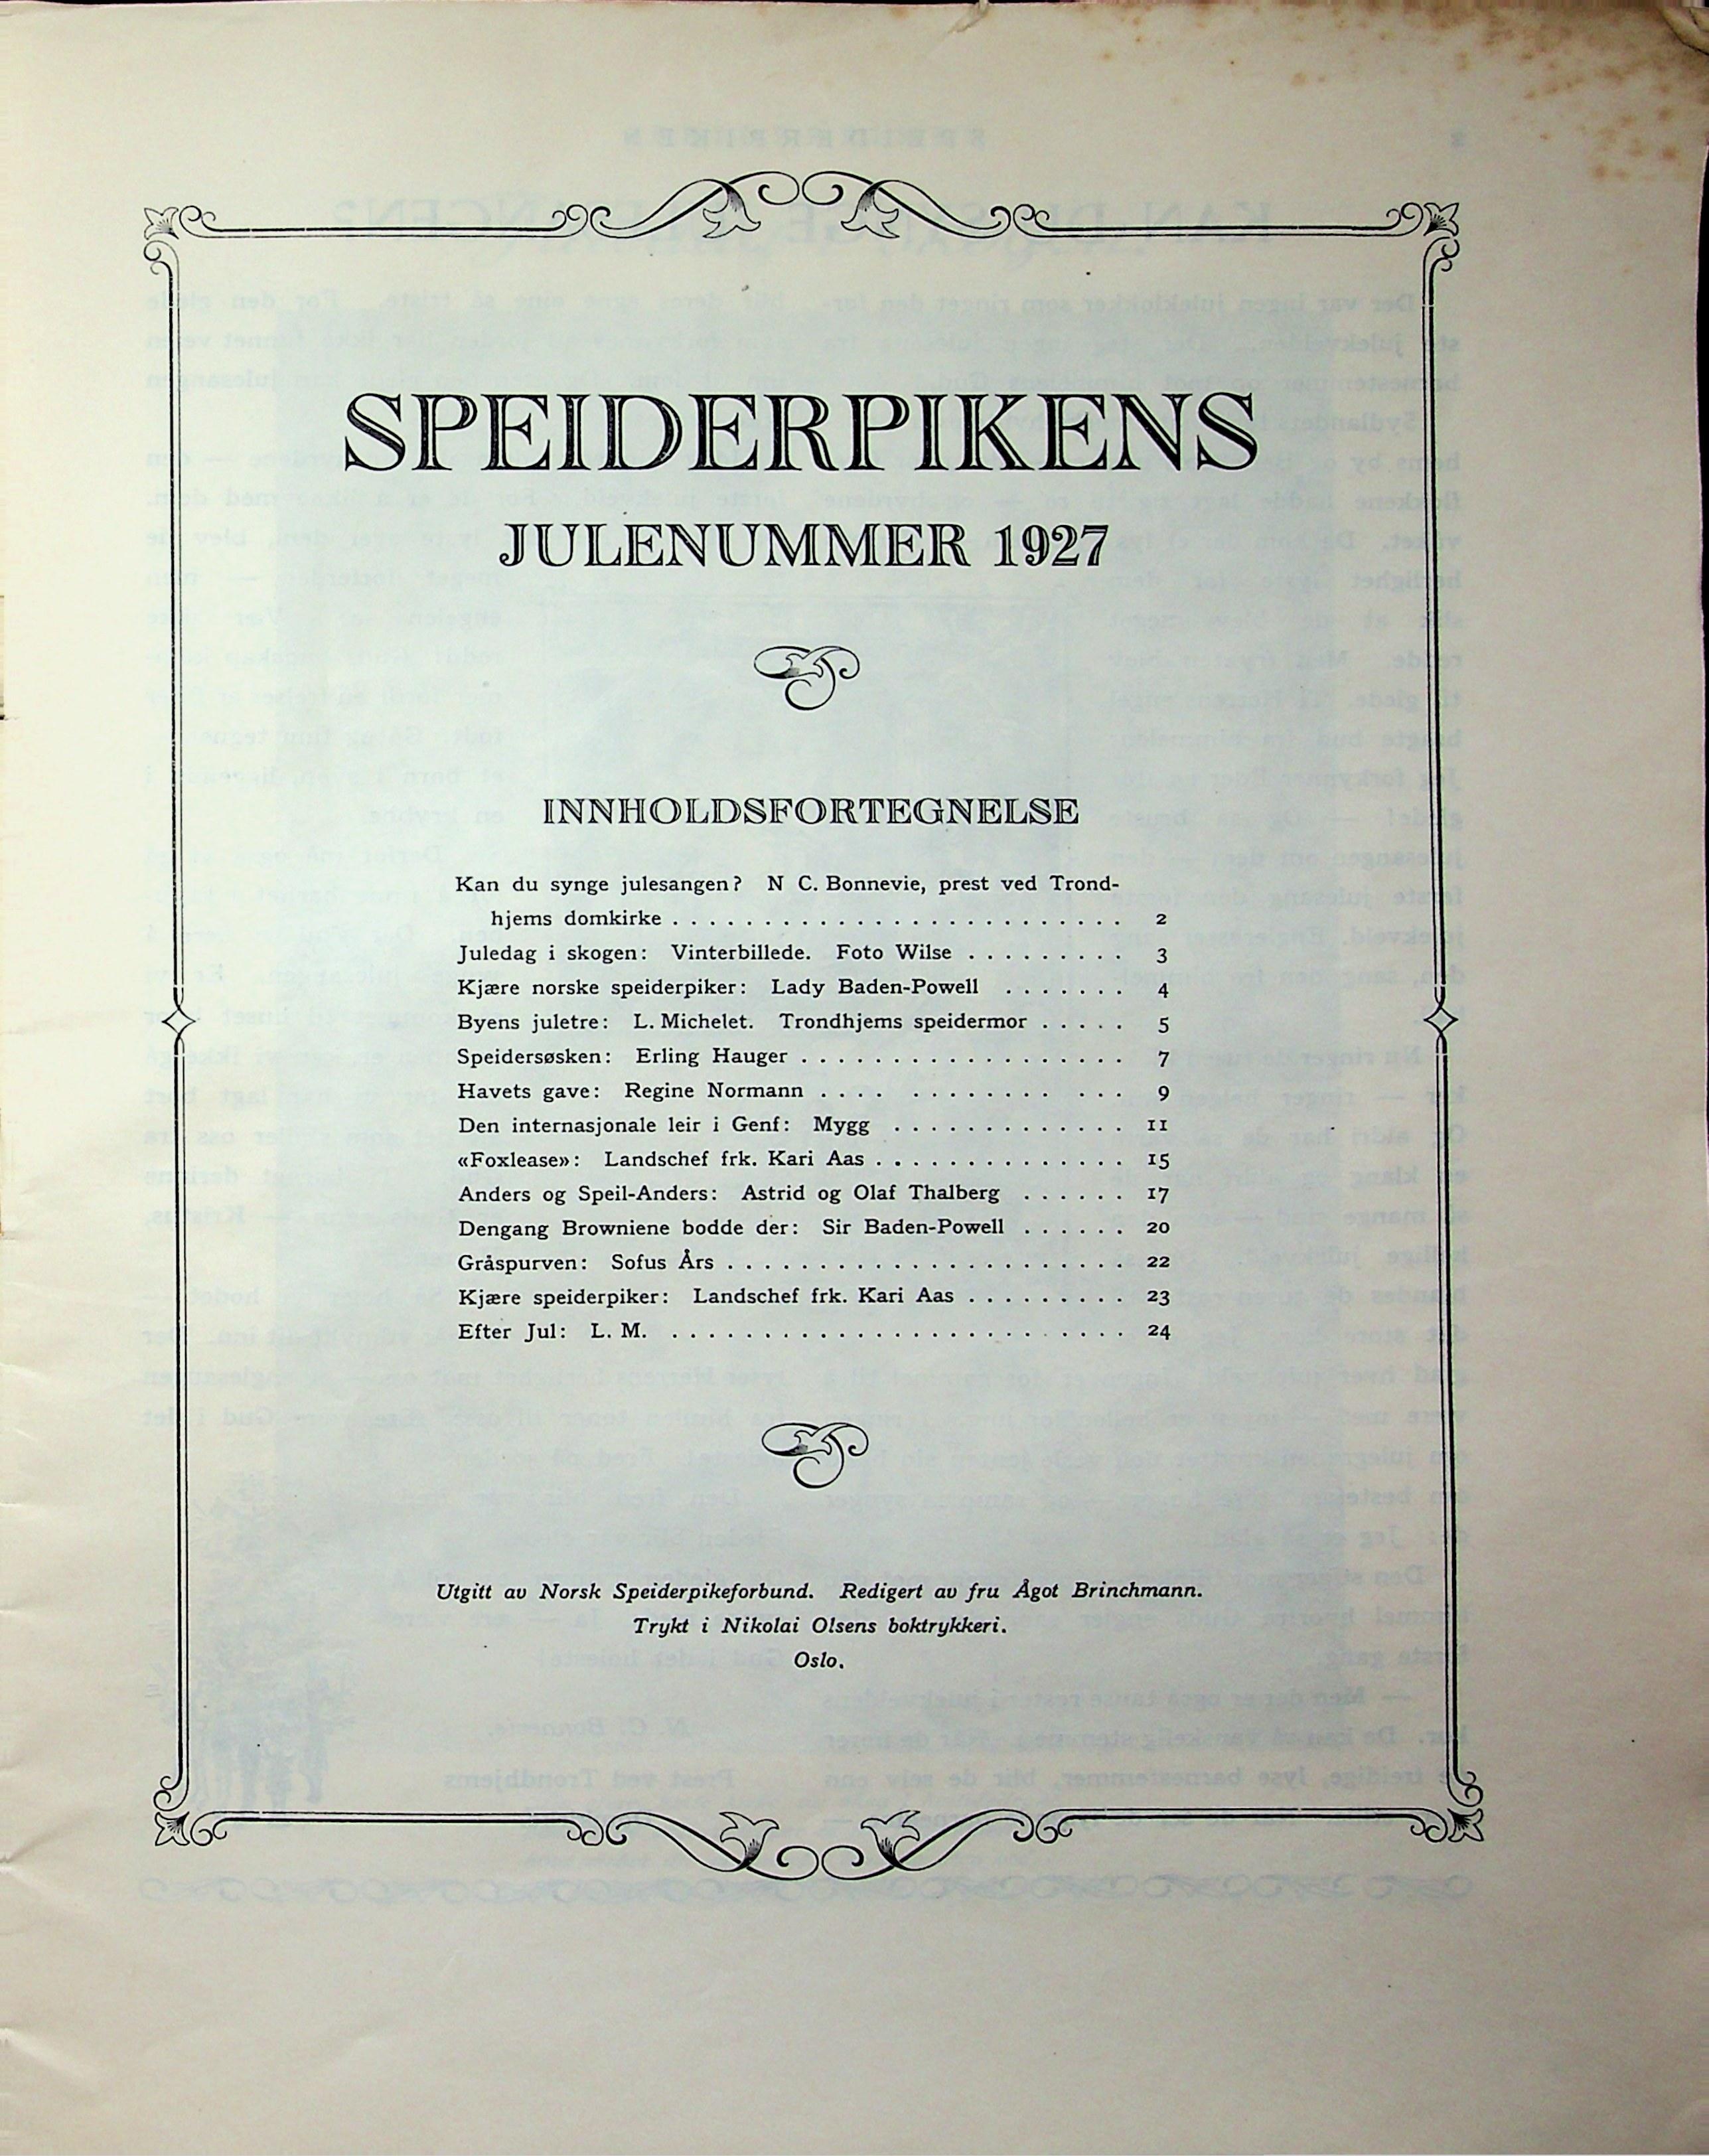 SPEIDERPIKENS
JULENUMMER 1927
INNHOLDSFORTEGNELSE
Kan du synge julesangen? N C. Bonnevie, prest ved Trond-
hjems domkirke . . . . . . . . . . . . . . . . . . . . . . . . . 2
Juledag i skogen: Vinterbillede. Foto Wilse . . . . . . . . . 3
Kjære norske speiderpiker: Lady Baden-Powell . . . . . . . 4
Byens juletre: L. Michelet. Trondhjems speidermor . . . . . 5
Speidersøsken: Erling Hauger . . . . . . . . . . . . . . . . . . 7
Havets gave: Regine Normann . . . . . . . . . . . . . . . 9
Den internasjonale leir i Genf: Mygg . . . . . . . . . . . . . 11
«Foxlease»: Landschef frk. Kari Aas . . . . . . . . . . . . . . 15
Anders og Speil-Anders: Astrid og Olaf Thalberg . . . . . . 17
Dengang Browniene bodde der: Sir Baden-Powell . . . . . . 20
Gråspurven: Sofus Års . . . . . . . . . . . . . . . . . . . . . . 22
Kjære speiderpiker: Landschef frk. Kari Aas . . . . . . . . . 23
Efter Jul: L. M. . . . . . . . . . . . . . . . . . . . . . . . . . 24
Utgitt av Norsk Speiderpikeforbund. Redigert av fru Ågot Brinchmann.
Trykt i Nikolai Olsens boktrykkeri.
Oslo.